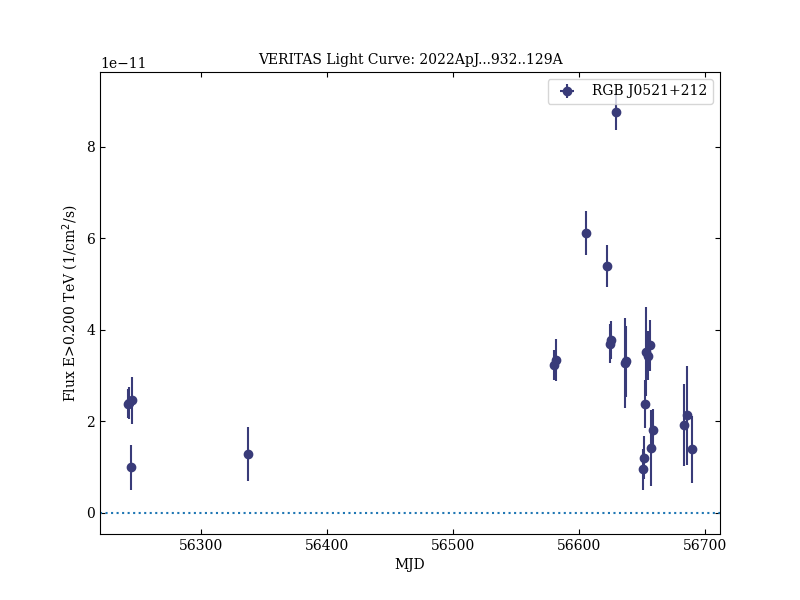 VERITAS Light Curve: 2022ApJ...932..129A
1e−11
RGB J0521+212
8
6
4
2
0
Flux E>0.200 TeV (1/cm²/s)
56300 56400 56500 56600 56700
MJD